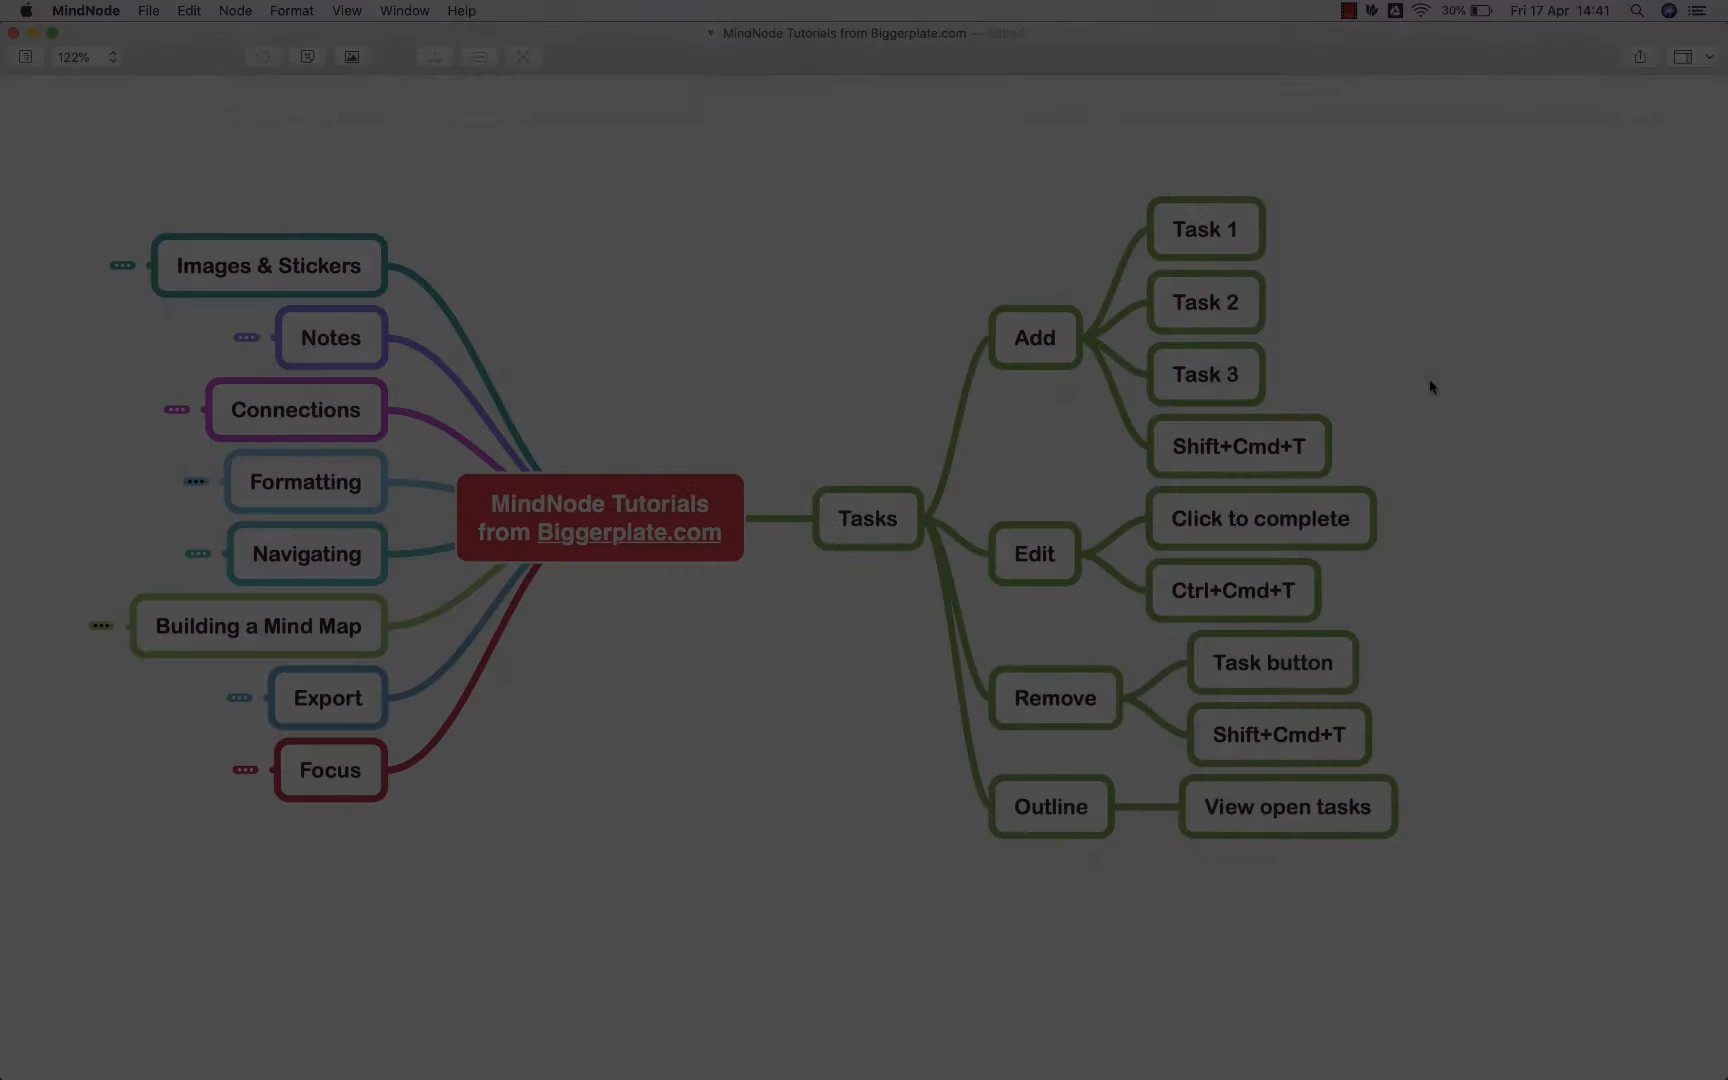 MindNode File Edit Node Format View Window Help
30% Fri 17 Apr 14:41
MindNode Tutorials from Biggerplate.com — Edited
122%
Images & Stickers
Notes
Connections
Formatting
Navigating
Building a Mind Map
Export
Focus
MindNode Tutorials
from Biggerplate.com
Tasks
Add
Task 1
Task 2
Task 3
Shift+Cmd+T
Edit
Click to complete
Ctrl+Cmd+T
Remove
Task button
Shift+Cmd+T
Outline
View open tasks